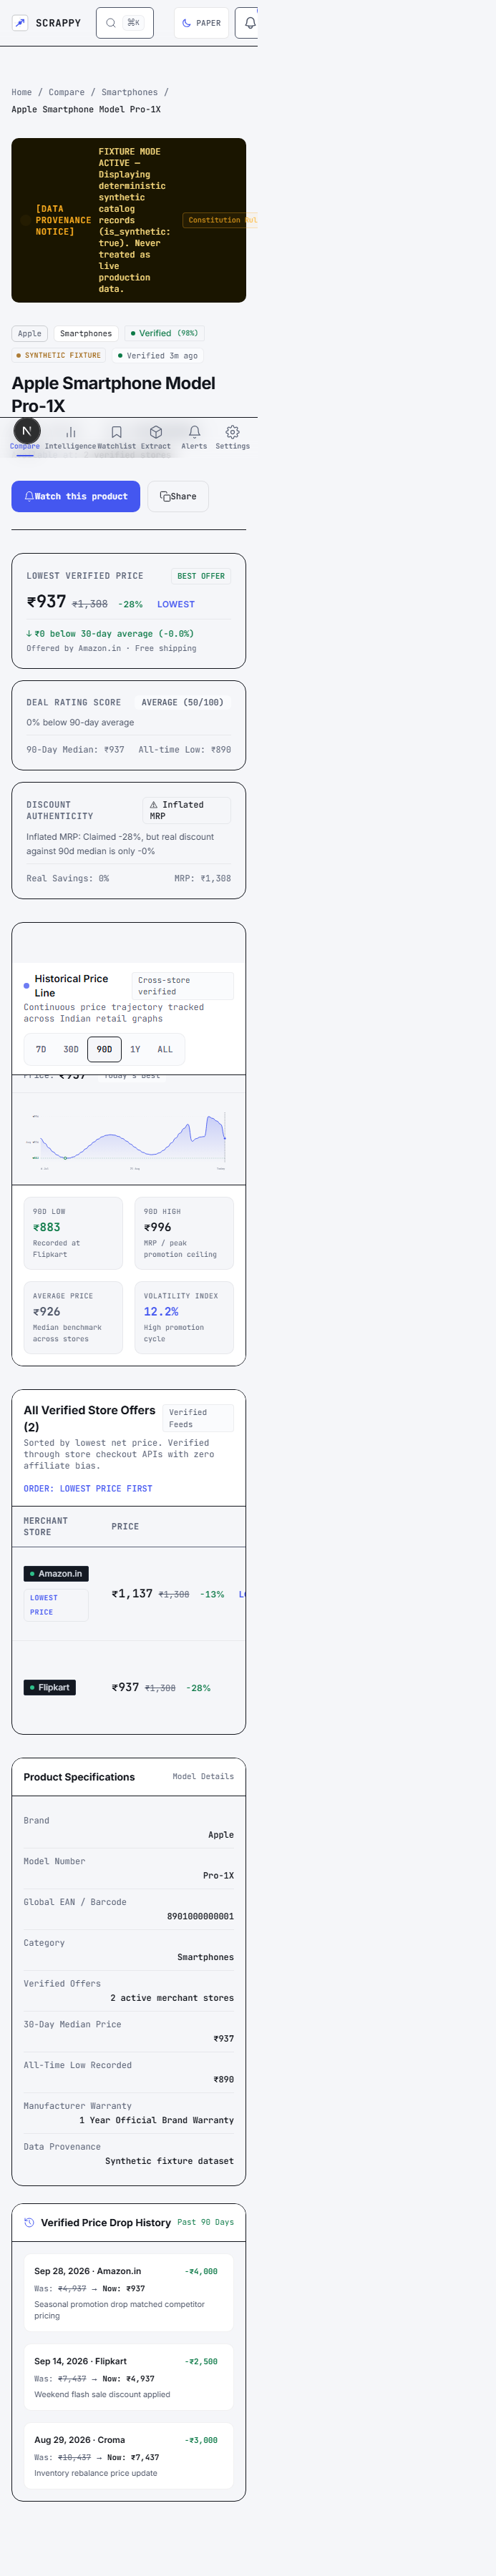 SCRAPPY
⌘K
PAPER
Home / Compare / Smartphones /
Apple Smartphone Model Pro-1X
[DATA PROVENANCE NOTICE]
FIXTURE MODE
ACTIVE —
Displaying
deterministic
synthetic
catalog
records
(is_synthetic:
true). Never
treated as
live
production
data.
Constitution
Apple
Smartphones
Verified (98%)
SYNTHETIC FIXTURE
Verified 3m ago
Apple Smartphone Model
Pro-1X
N
Compare
Intelligence
Watchlist
Extract
Alerts
Settings
Watch this product
Share
LOWEST VERIFIED PRICE
BEST OFFER
₹937 ₹1,308 -28% LOWEST
↓ ₹0 below 30-day average (-0.0%)
Offered by Amazon.in · Free shipping
DEAL RATING SCORE
AVERAGE (50/100)
0% below 90-day average
90-Day Median: ₹937
All-time Low: ₹890
DISCOUNT
AUTHENTICITY
⚠ Inflated
MRP
Inflated MRP: Claimed -28%, but real discount
against 90d median is only -0%
Real Savings: 0%
MRP: ₹1,308
Historical Price
Line
Cross-store
verified
Continuous price trajectory tracked
across Indian retail graphs
7D 30D 90D 1Y ALL
Price: ₹937 Today's Best
90D LOW
₹883
Recorded at
Flipkart
90D HIGH
₹996
MRP / peak
promotion ceiling
AVERAGE PRICE
₹926
Median benchmark
across stores
VOLATILITY INDEX
12.2%
High promotion
cycle
All Verified Store Offers
(2)
Verified
Feeds
Sorted by lowest net price. Verified
through store checkout APIs with zero
affiliate bias.
ORDER: LOWEST PRICE FIRST
MERCHANT
STORE
PRICE
Amazon.in
LOWEST
PRICE
₹1,137 ₹1,308 -13% LO
Flipkart
₹937 ₹1,308 -28%
Product Specifications
Model Details
Brand
Apple
Model Number
Pro-1X
Global EAN / Barcode
8901000000001
Category
Smartphones
Verified Offers
2 active merchant stores
30-Day Median Price
₹937
All-Time Low Recorded
₹890
Manufacturer Warranty
1 Year Official Brand Warranty
Data Provenance
Synthetic fixture dataset
Verified Price Drop History
Past 90 Days
Sep 28, 2026 · Amazon.in
-₹4,000
Was: ₹4,937 → Now: ₹937
Seasonal promotion drop matched competitor
pricing
Sep 14, 2026 · Flipkart
-₹2,500
Was: ₹7,437 → Now: ₹4,937
Weekend flash sale discount applied
Aug 29, 2026 · Croma
-₹3,000
Was: ₹10,437 → Now: ₹7,437
Inventory rebalance price update